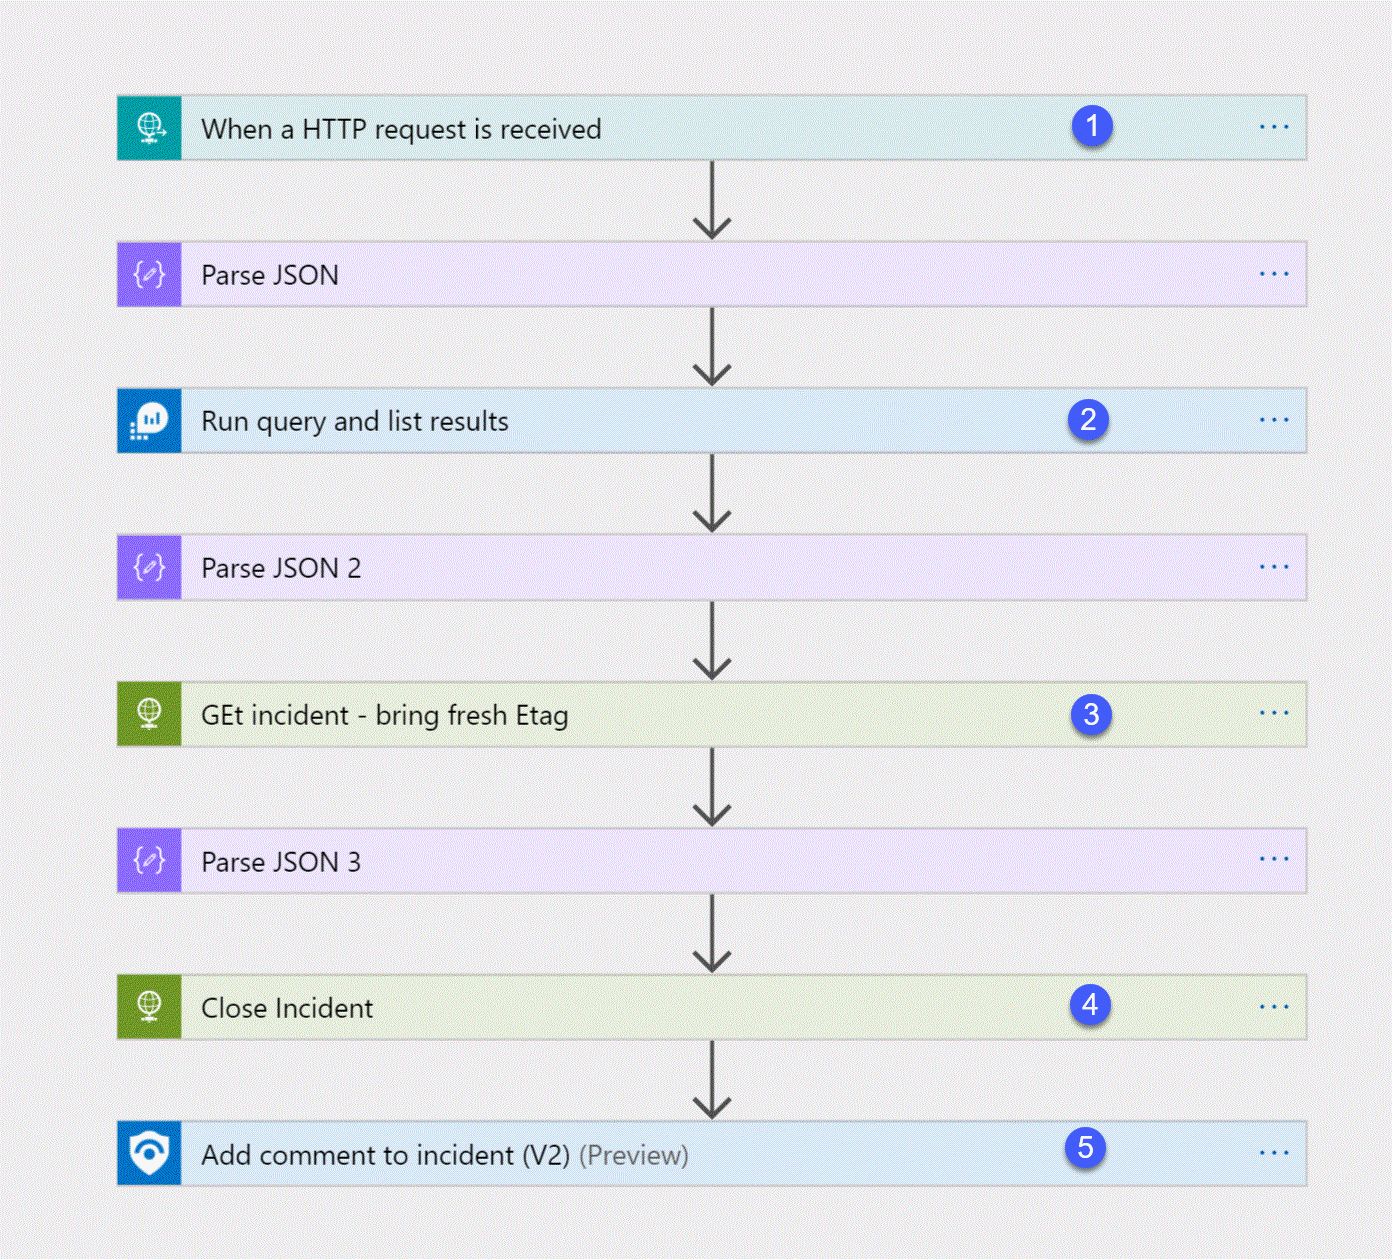 When a HTTP request is received 1 ...
Parse JSON ...
Run query and list results 2 ...
Parse JSON 2 ...
GEt incident - bring fresh Etag 3 ...
Parse JSON 3 ...
Close Incident 4 ...
Add comment to incident (V2) (Preview) 5 ...